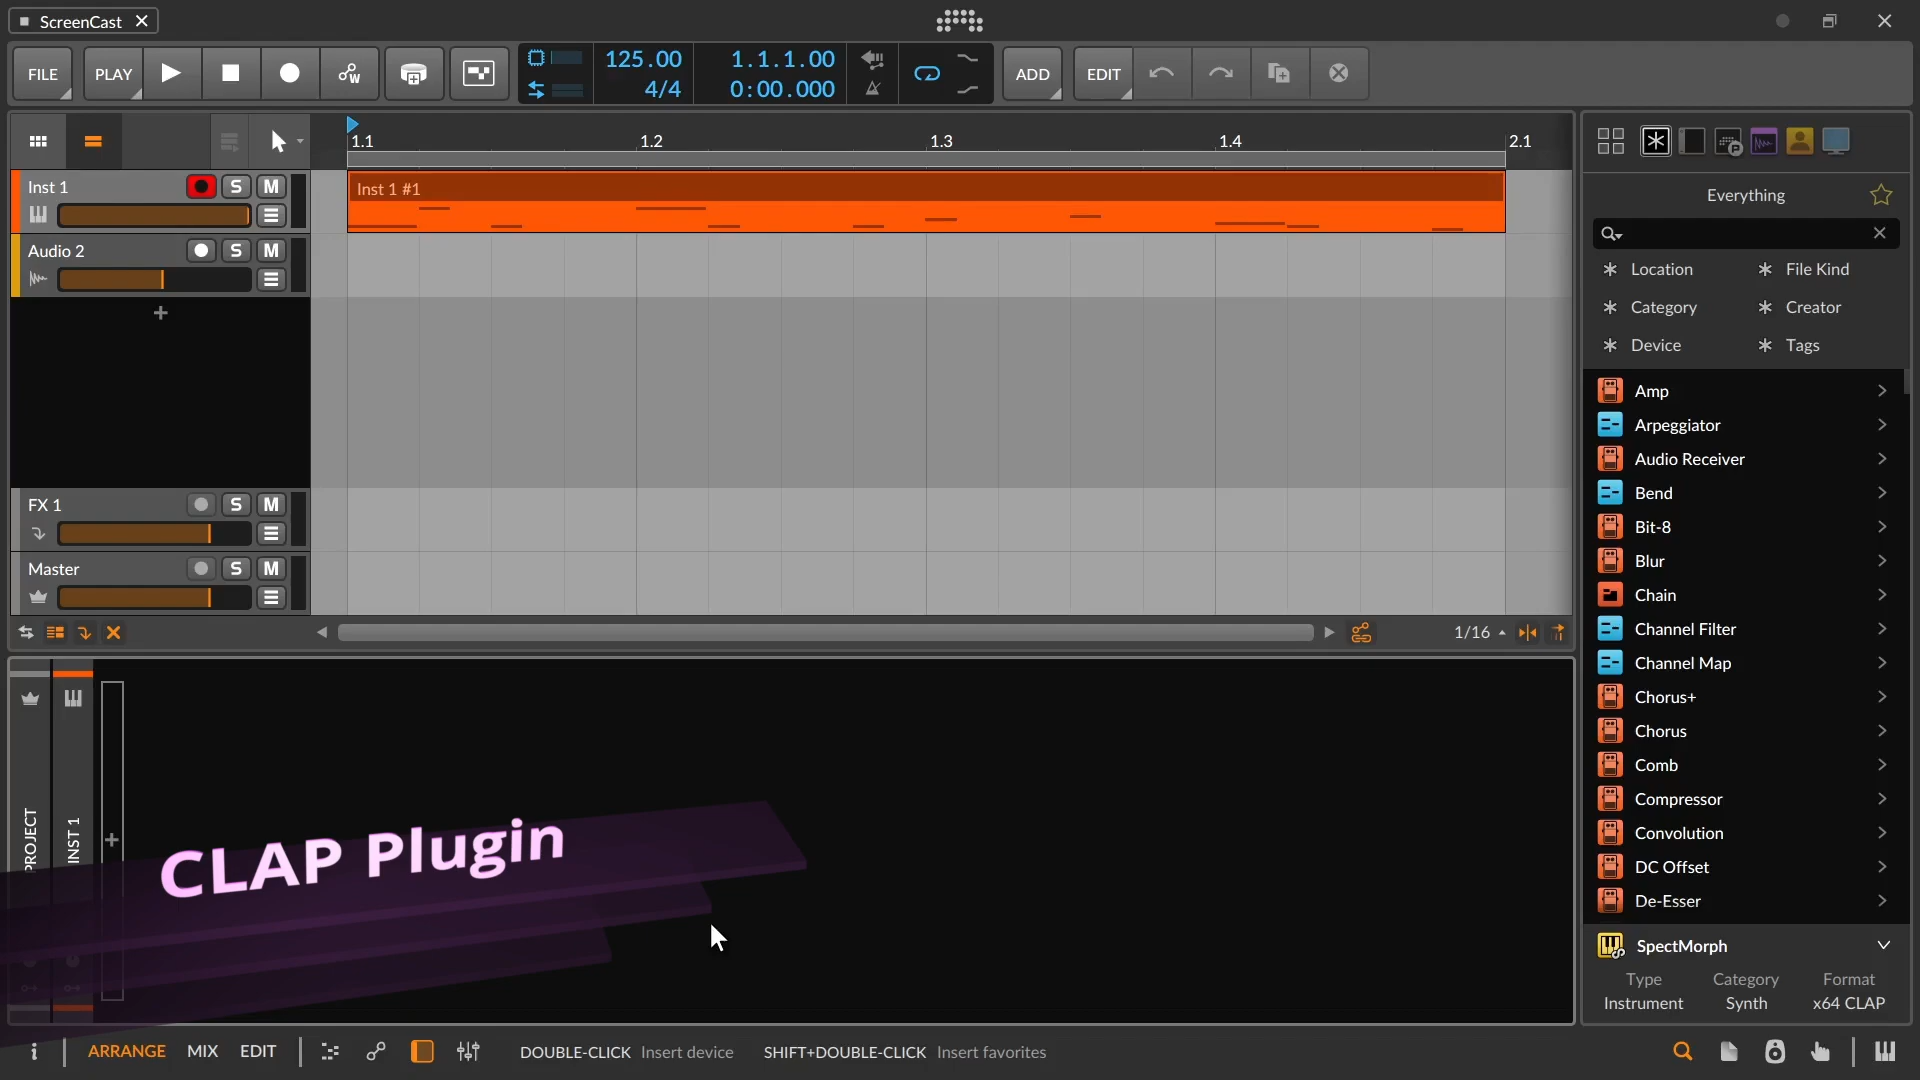 ScreenCast
FILE PLAY W 125.00 4/4 1.1.1.00 0:00.000 ADD EDIT
1.1 1.2 1.3 1.4 2.1
Inst 1 S M
Inst 1 #1
Audio 2 S M
+
FX 1 S M
Master S M
1/16
PROJECT
INST 1
+
CLAP Plugin
Everything
Location File Kind
Category Creator
Device Tags
Amp
Arpeggiator
Audio Receiver
Bend
Bit-8
Blur
Chain
Channel Filter
Channel Map
Chorus+
Chorus
Comb
Compressor
Convolution
DC Offset
De-Esser
SpectMorph
Type Category Format
Instrument Synth x64 CLAP
i ARRANGE MIX EDIT DOUBLE-CLICK Insert device SHIFT+DOUBLE-CLICK Insert favorites